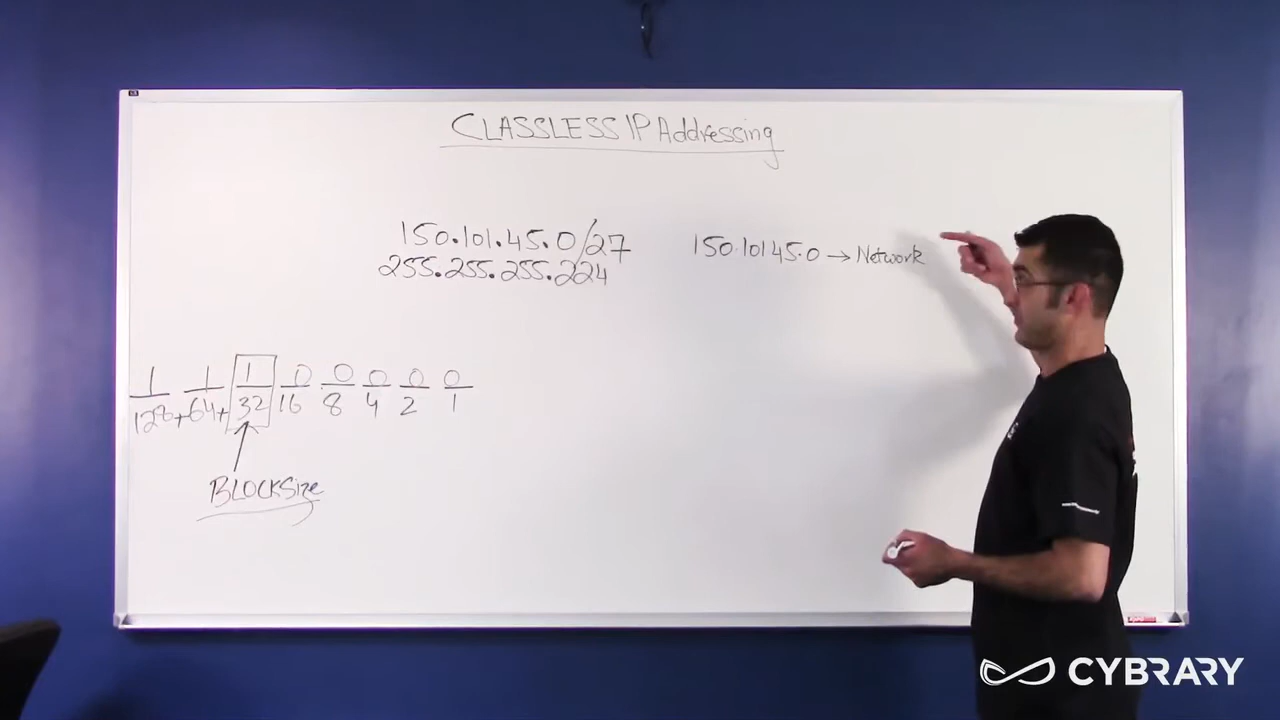 CLASSLESS IP Addressing
150.101.45.0/27
255.255.255.224
150.101 45.0 → Network
1 1 1 0 0 0 0 0
128+64+32 16 8 4 2 1
BLOCKSize
CYBRARY